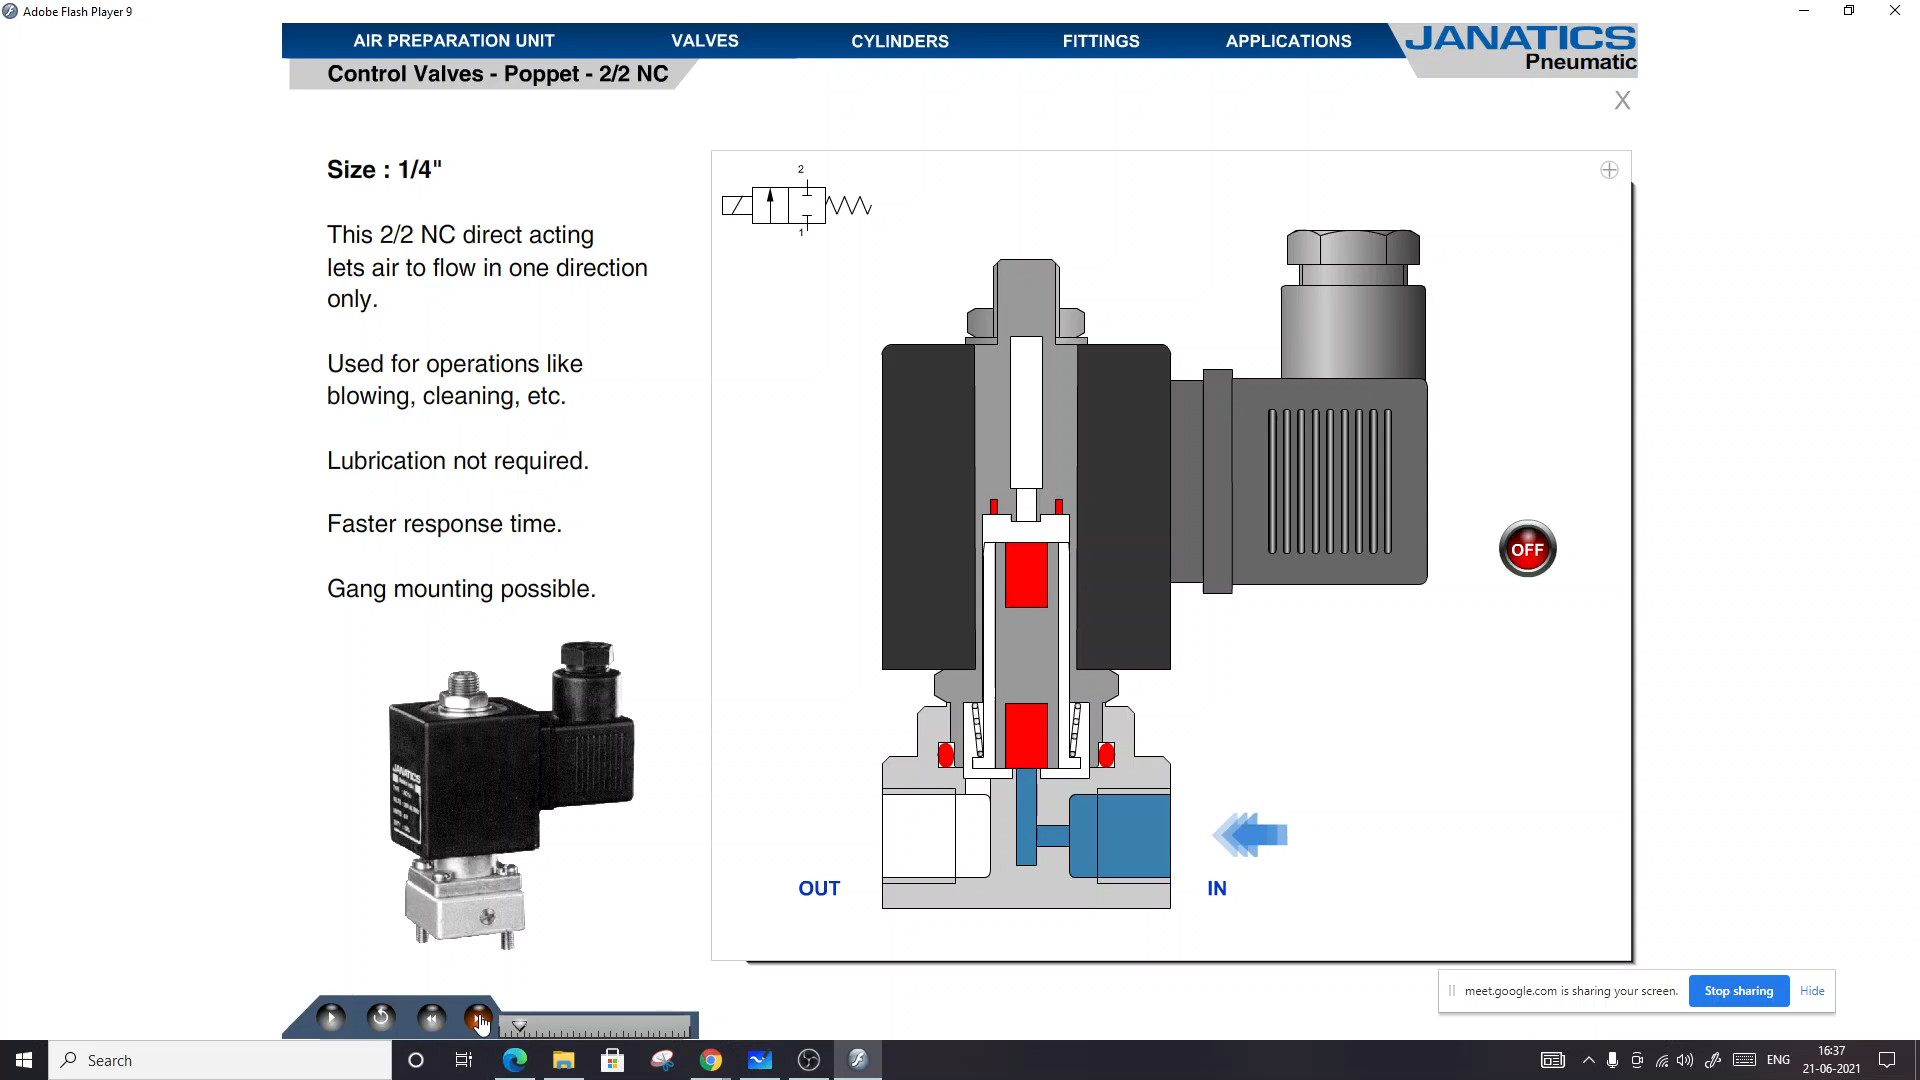 Adobe Flash Player 9
AIR PREPARATION UNIT
VALVES
CYLINDERS
FITTINGS
APPLICATIONS
JANATICS
Pneumatic
Control Valves - Poppet - 2/2 NC
X
Size : 1/4"
This 2/2 NC direct acting
lets air to flow in one direction
only.
Used for operations like
blowing, cleaning, etc.
Lubrication not required.
Faster response time.
Gang mounting possible.
2
1
OFF
OUT
IN
JANATICS
meet.google.com is sharing your screen.
Stop sharing
Hide
Search
ENG
16:37
21-06-2021